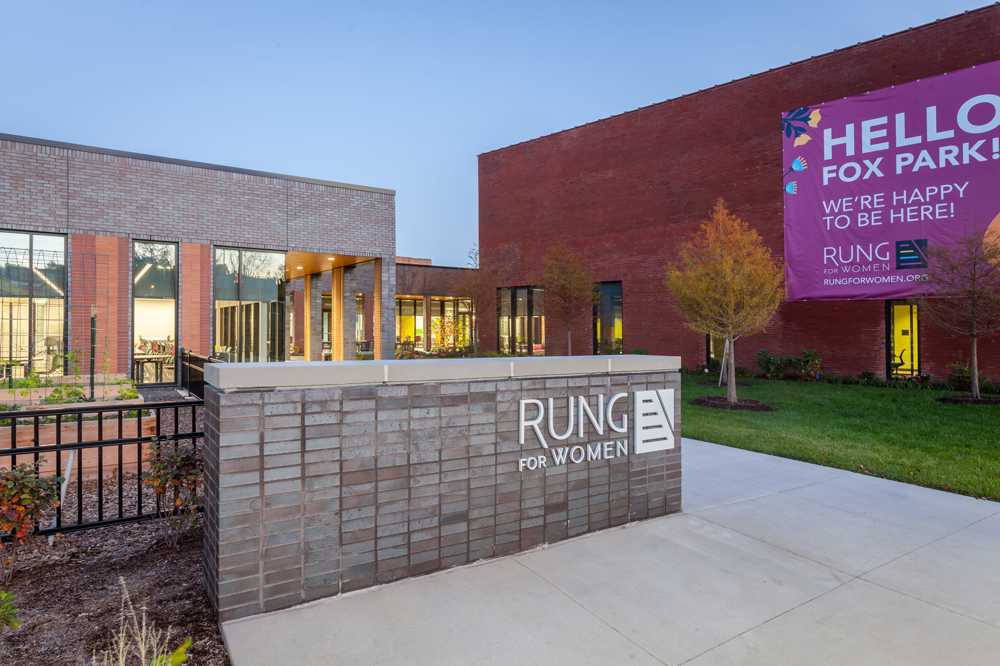 HELLO
FOX PARK!
WE'RE HAPPY
TO BE HERE!
RUNG
FOR WOMEN
RUNGFORWOMEN.ORG
RUNG
FOR WOMEN